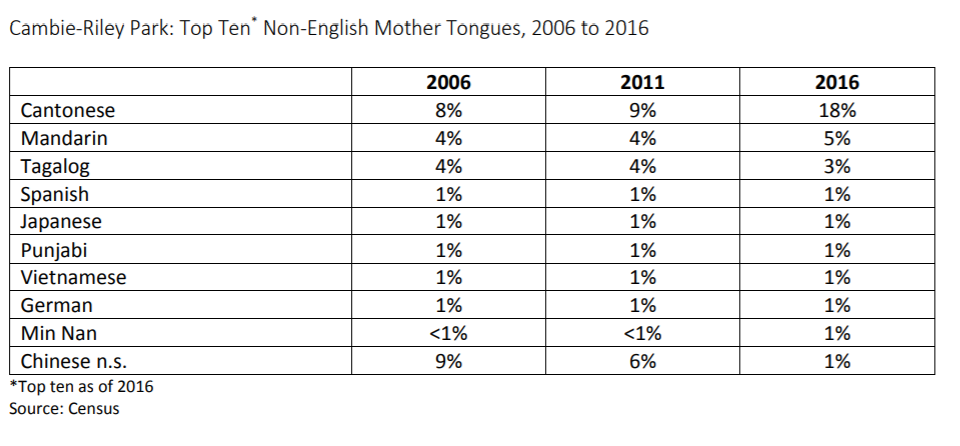 Cambie-Riley Park: Top Ten* Non-English Mother Tongues, 2006 to 2016
2006 2011 2016
Cantonese 8% 9% 18%
Mandarin 4% 4% 5%
Tagalog 4% 4% 3%
Spanish 1% 1% 1%
Japanese 1% 1% 1%
Punjabi 1% 1% 1%
Vietnamese 1% 1% 1%
German 1% 1% 1%
Min Nan <1% <1% 1%
Chinese n.s. 9% 6% 1%
*Top ten as of 2016
Source: Census